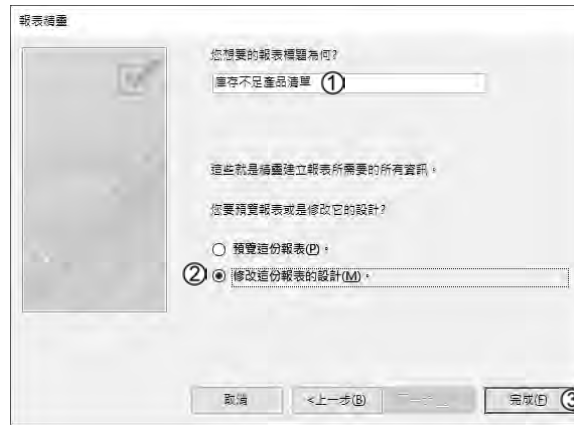 報表精靈
您想要的報表標題為何?
庫存不足產品清單 ①
這些就是精靈建立報表所需要的所有資訊。
您要預覽報表或是修改它的設計?
預覽這份報表(P)。
② 修改這份報表的設計(M)。
取消 <上一步(B) 完成(F) ③